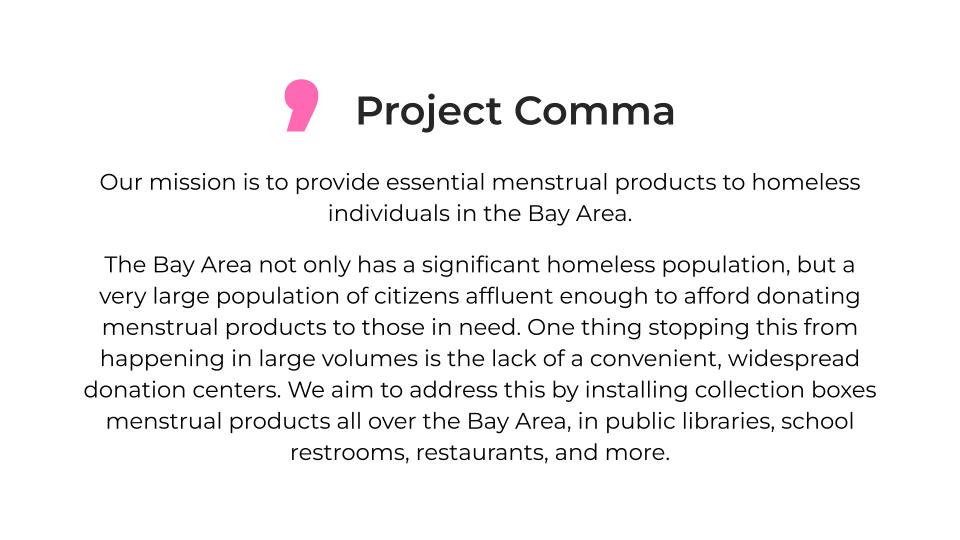 Project Comma
Our mission is to provide essential menstrual products to homeless
individuals in the Bay Area.
The Bay Area not only has a significant homeless population, but a
very large population of citizens affluent enough to afford donating
menstrual products to those in need. One thing stopping this from
happening in large volumes is the lack of a convenient, widespread
donation centers. We aim to address this by installing collection boxes
menstrual products all over the Bay Area, in public libraries, school
restrooms, restaurants, and more.